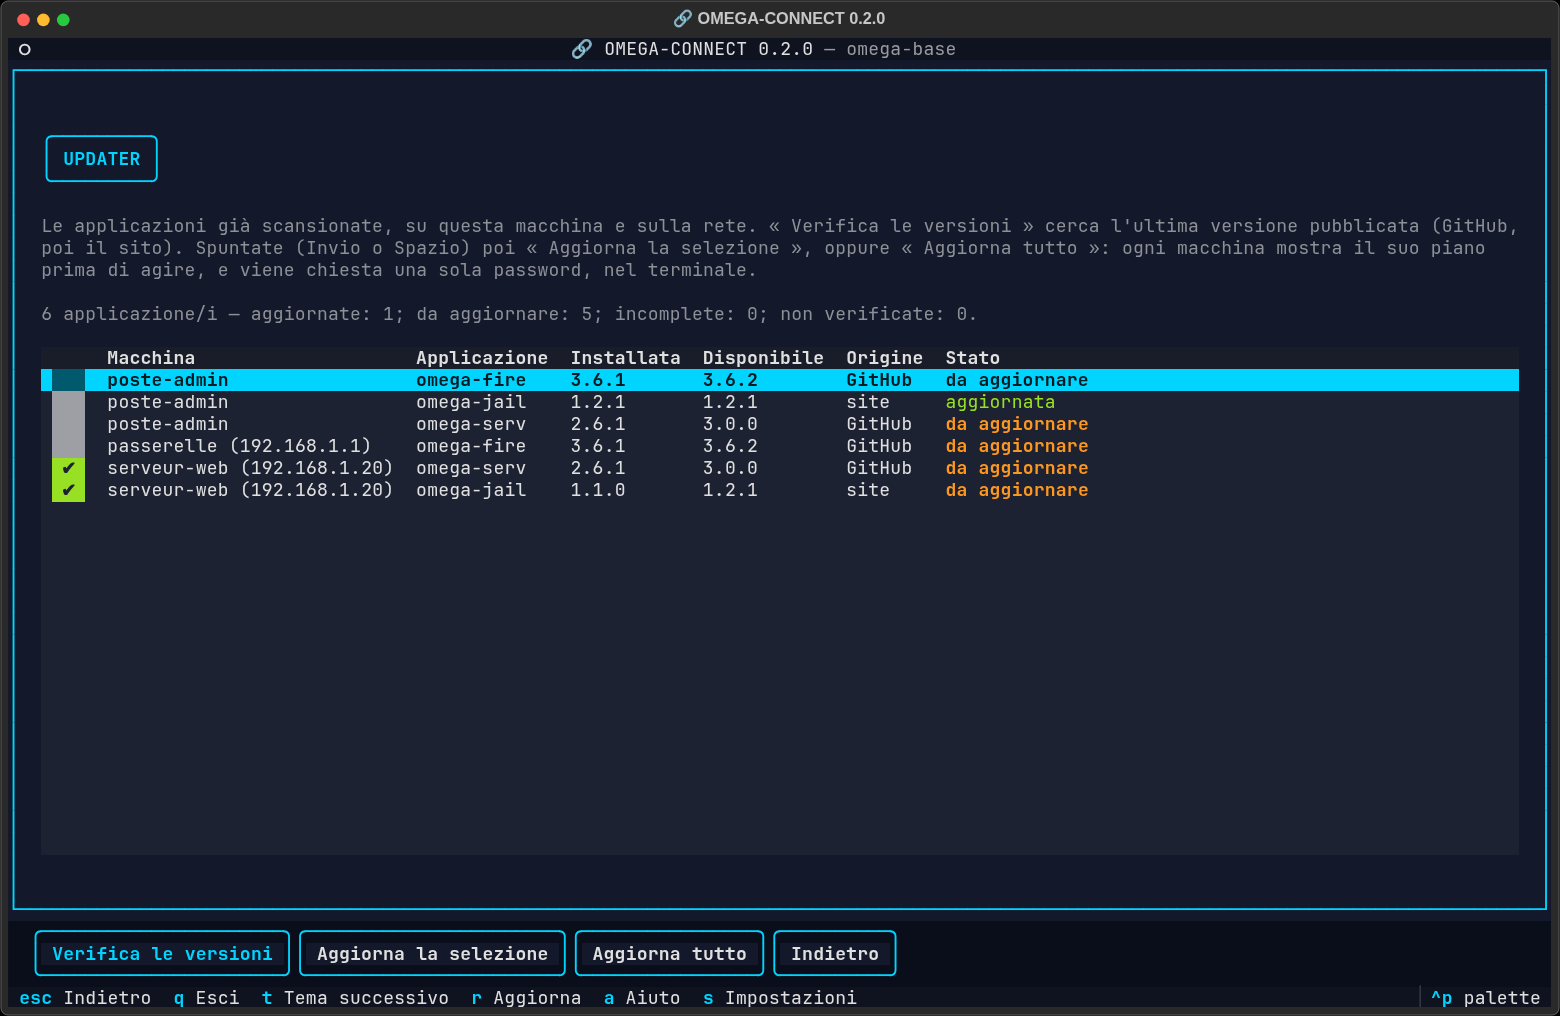 🔗 OMEGA-CONNECT 0.2.0
🔗 OMEGA-CONNECT 0.2.0 — omega-base
UPDATER
Le applicazioni già scansionate, su questa macchina e sulla rete. « Verifica le versioni » cerca l'ultima versione pubblicata (GitHub,
poi il sito). Spuntate (Invio o Spazio) poi « Aggiorna la selezione », oppure « Aggiorna tutto »: ogni macchina mostra il suo piano
prima di agire, e viene chiesta una sola password, nel terminale.
6 applicazione/i — aggiornate: 1; da aggiornare: 5; incomplete: 0; non verificate: 0.
Macchina Applicazione Installata Disponibile Origine Stato
poste-admin omega-fire 3.6.1 3.6.2 GitHub da aggiornare
poste-admin omega-jail 1.2.1 1.2.1 site aggiornata
poste-admin omega-serv 2.6.1 3.0.0 GitHub da aggiornare
passerelle (192.168.1.1) omega-fire 3.6.1 3.6.2 GitHub da aggiornare
✔ serveur-web (192.168.1.20) omega-serv 2.6.1 3.0.0 GitHub da aggiornare
✔ serveur-web (192.168.1.20) omega-jail 1.1.0 1.2.1 site da aggiornare
Verifica le versioni Aggiorna la selezione Aggiorna tutto Indietro
esc Indietro q Esci t Tema successivo r Aggiorna a Aiuto s Impostazioni ^p palette